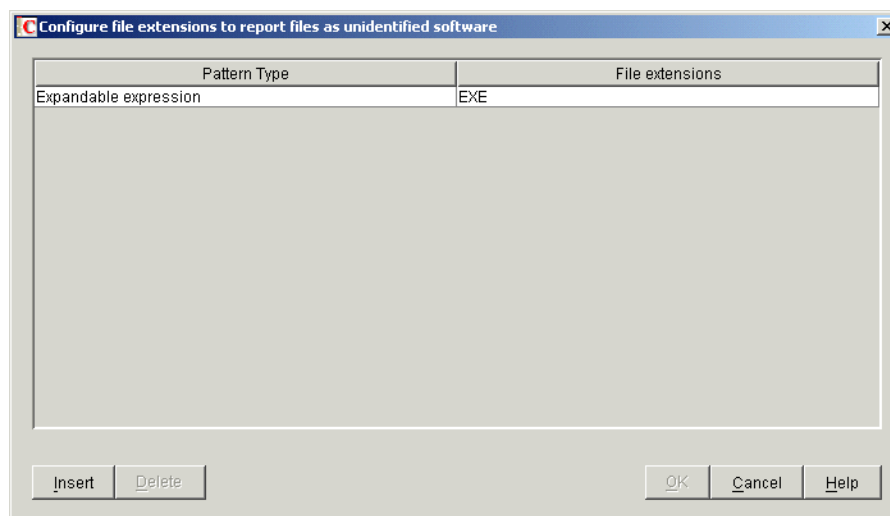 Configure file extensions to report files as unidentified software
Pattern Type File extensions
Expandable expression EXE
Insert Delete OK Cancel Help